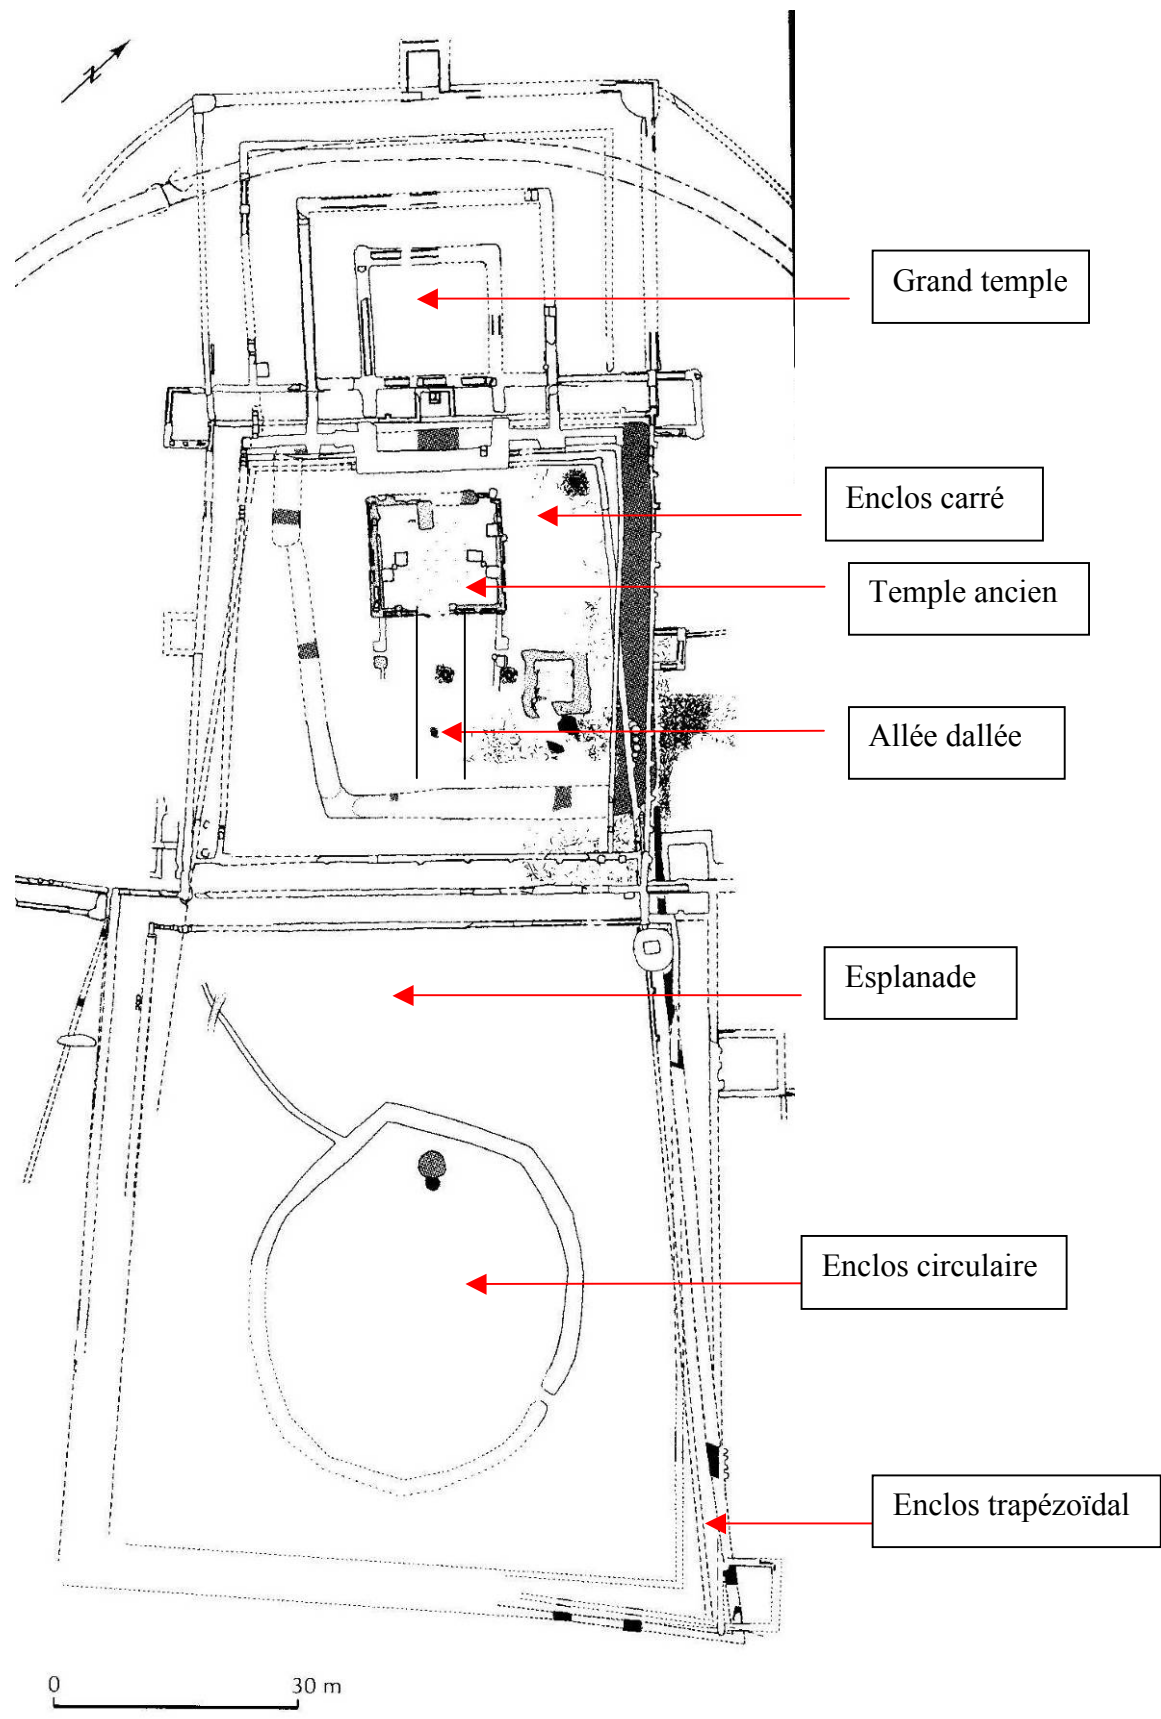 N
Grand temple
Enclos carré
Temple ancien
Allée dallée
Esplanade
Enclos circulaire
Enclos trapézoïdal
0 30 m